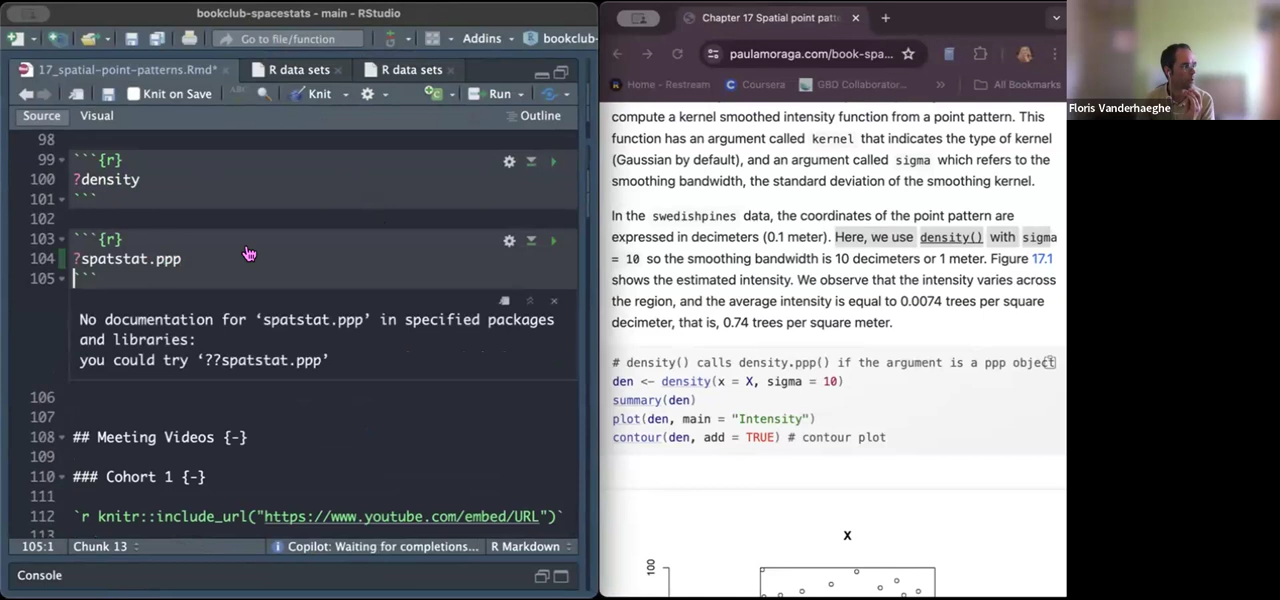 bookclub-spacestats - main - RStudio
Go to file/function
Addins
bookclub-
17_spatial-point-patterns.Rmd*
R data sets
R data sets
Knit on Save
ABC
Knit
Run
Source
Visual
Outline
98
99 ```{r}
100 ?density
101 ```
102
103 ```{r}
104 ?spatstat.ppp
105 ```
No documentation for ‘spatstat.ppp’ in specified packages
and libraries:
you could try ‘??spatstat.ppp’
106
107
108 ## Meeting Videos {-}
109
110 ### Cohort 1 {-}
111
112 `r knitr::include_url("https://www.youtube.com/embed/URL")`
113
105:1
Chunk 13
Copilot: Waiting for completions...
R Markdown
Console
Chapter 17 Spatial point patt
paulamoraga.com/book-spa...
Home - Restream
Coursera
GBD Collaborator...
All Bookmarks
compute a kernel smoothed intensity function from a point pattern. This
function has an argument called kernel that indicates the type of kernel
(Gaussian by default), and an argument called sigma which refers to the
smoothing bandwidth, the standard deviation of the smoothing kernel.
In the swedishpines data, the coordinates of the point pattern are
expressed in decimeters (0.1 meter). Here, we use density() with sigma
= 10 so the smoothing bandwidth is 10 decimeters or 1 meter. Figure 17.1
shows the estimated intensity. We observe that the intensity varies across
the region, and the average intensity is equal to 0.0074 trees per square
decimeter, that is, 0.74 trees per square meter.
# density() calls density.ppp() if the argument is a ppp object
den <- density(x = X, sigma = 10)
summary(den)
plot(den, main = "Intensity")
contour(den, add = TRUE) # contour plot
X
100
Floris Vanderhaeghe